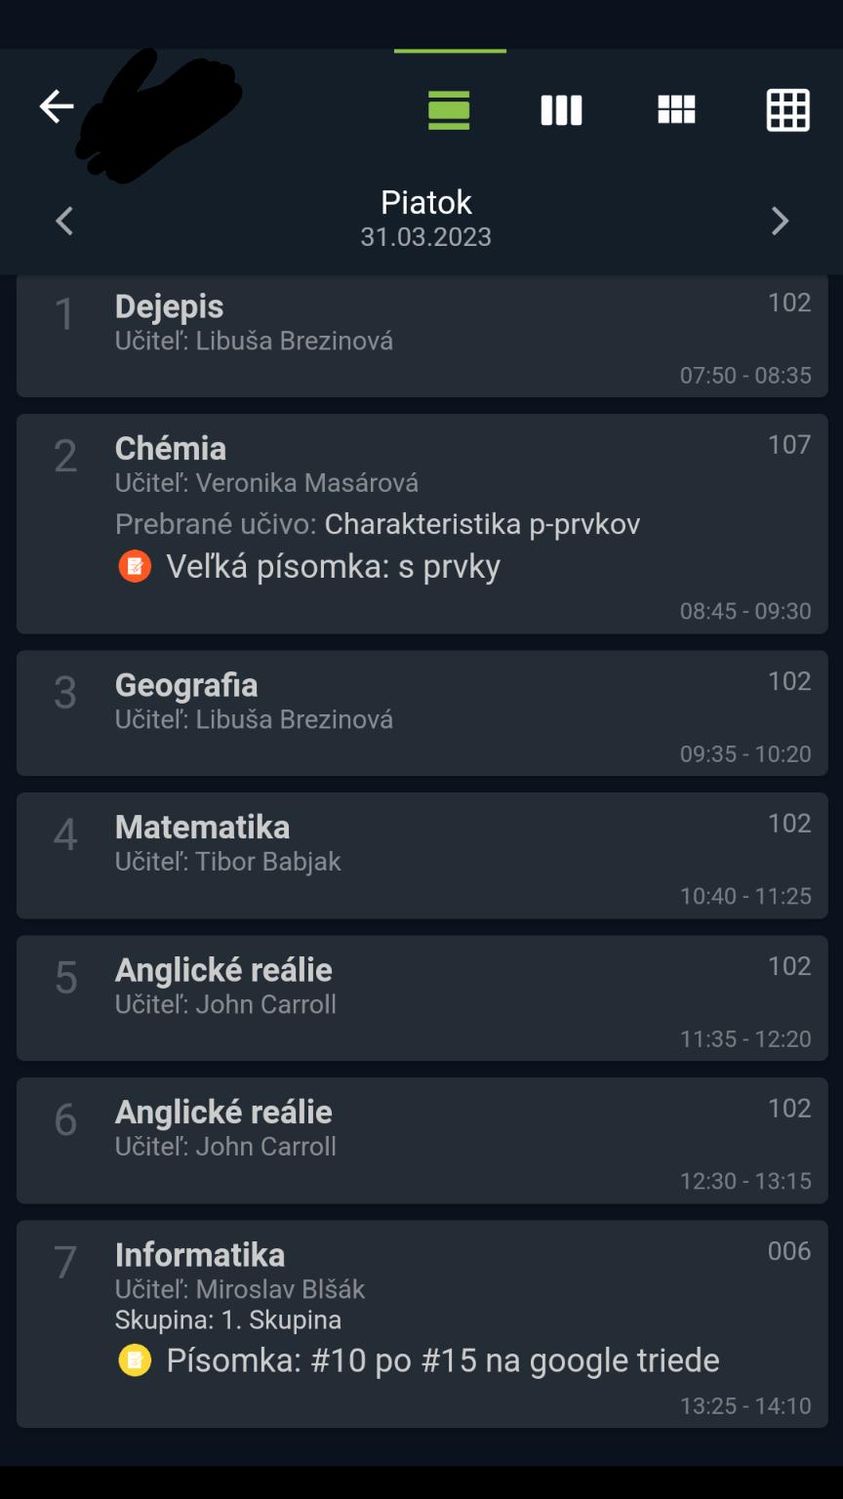 Piatok
31.03.2023
1 Dejepis 102
Učiteľ: Libuša Brezinová
07:50 - 08:35
2 Chémia 107
Učiteľ: Veronika Masárová
Prebrané učivo: Charakteristika p-prvkov
Veľká písomka: s prvky
08:45 - 09:30
3 Geografia 102
Učiteľ: Libuša Brezinová
09:35 - 10:20
4 Matematika 102
Učiteľ: Tibor Babjak
10:40 - 11:25
5 Anglické reálie 102
Učiteľ: John Carroll
11:35 - 12:20
6 Anglické reálie 102
Učiteľ: John Carroll
12:30 - 13:15
7 Informatika 006
Učiteľ: Miroslav Blšák
Skupina: 1. Skupina
Písomka: #10 po #15 na google triede
13:25 - 14:10